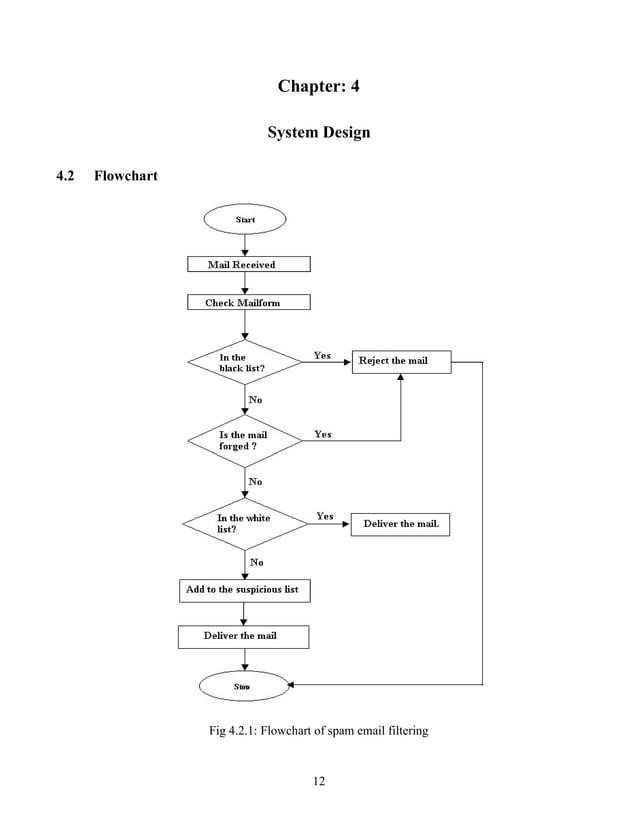 Chapter: 4
System Design
4.2 Flowchart
Start
Mail Received
Check Mailform
In the
black list?
Yes
Reject the mail
No
Is the mail
forged ?
Yes
No
In the white
list?
Yes
Deliver the mail.
No
Add to the suspicious list
Deliver the mail
Stop
Fig 4.2.1: Flowchart of spam email filtering
12